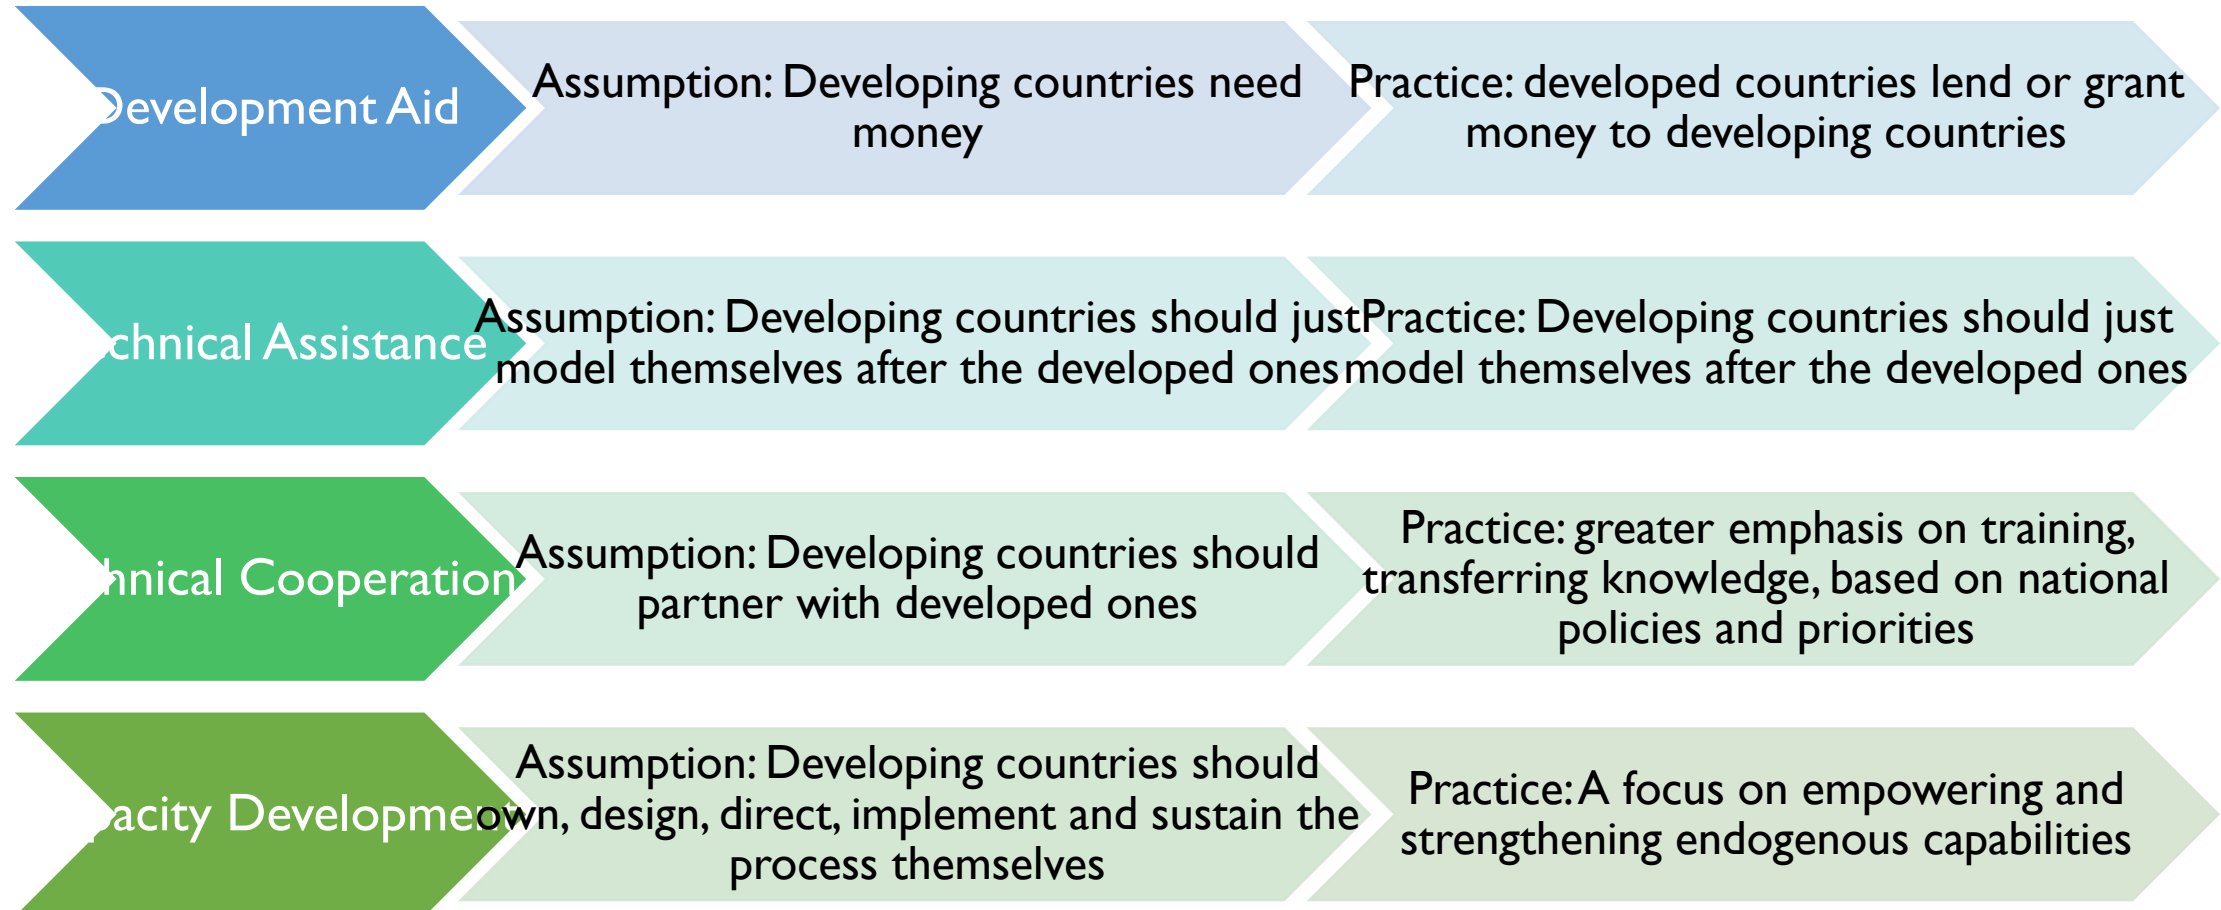 Development Aid
Assumption: Developing countries need
money
Practice: developed countries lend or grant
money to developing countries
chnical Assistance
Assumption: Developing countries should just
model themselves after the developed ones
Practice: Developing countries should just
model themselves after the developed ones
hnical Cooperation
Assumption: Developing countries should
partner with developed ones
Practice: greater emphasis on training,
transferring knowledge, based on national
policies and priorities
pacity Development
Assumption: Developing countries should
own, design, direct, implement and sustain the
process themselves
Practice: A focus on empowering and
strengthening endogenous capabilities